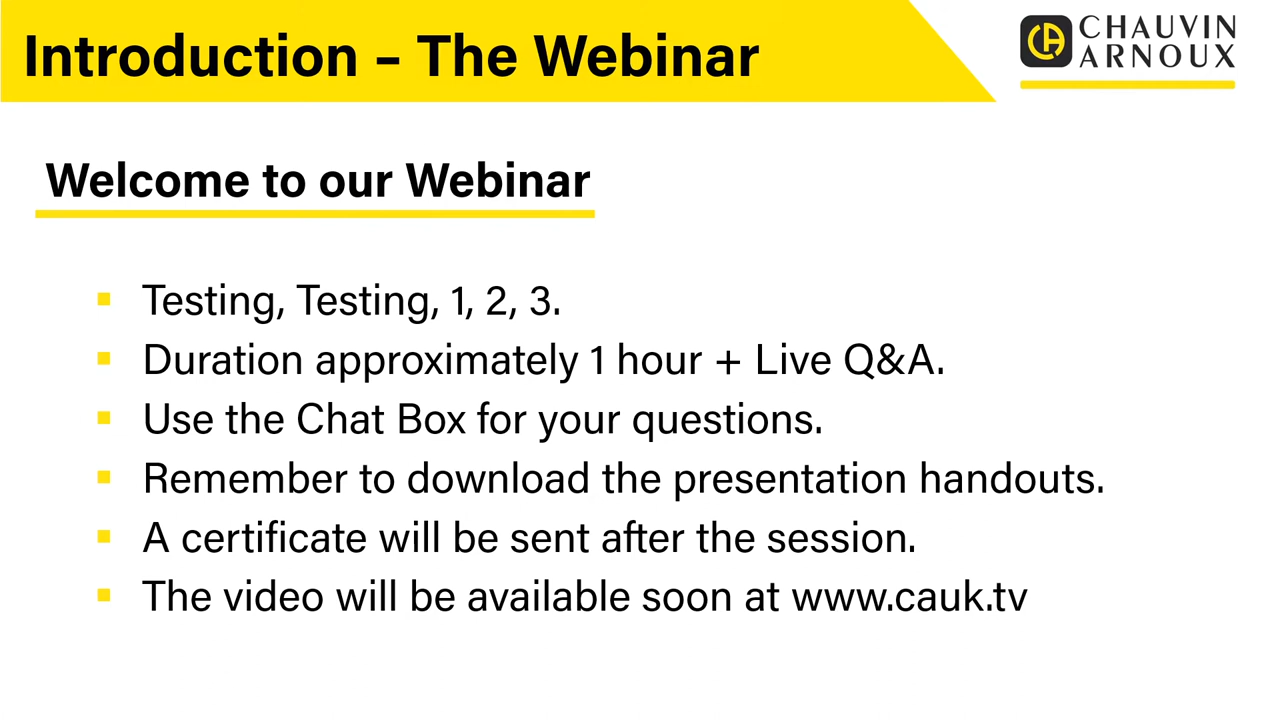 Introduction – The Webinar
CHAUVIN
ARNOUX
Welcome to our Webinar
Testing, Testing, 1, 2, 3.
Duration approximately 1 hour + Live Q&A.
Use the Chat Box for your questions.
Remember to download the presentation handouts.
A certificate will be sent after the session.
The video will be available soon at www.cauk.tv